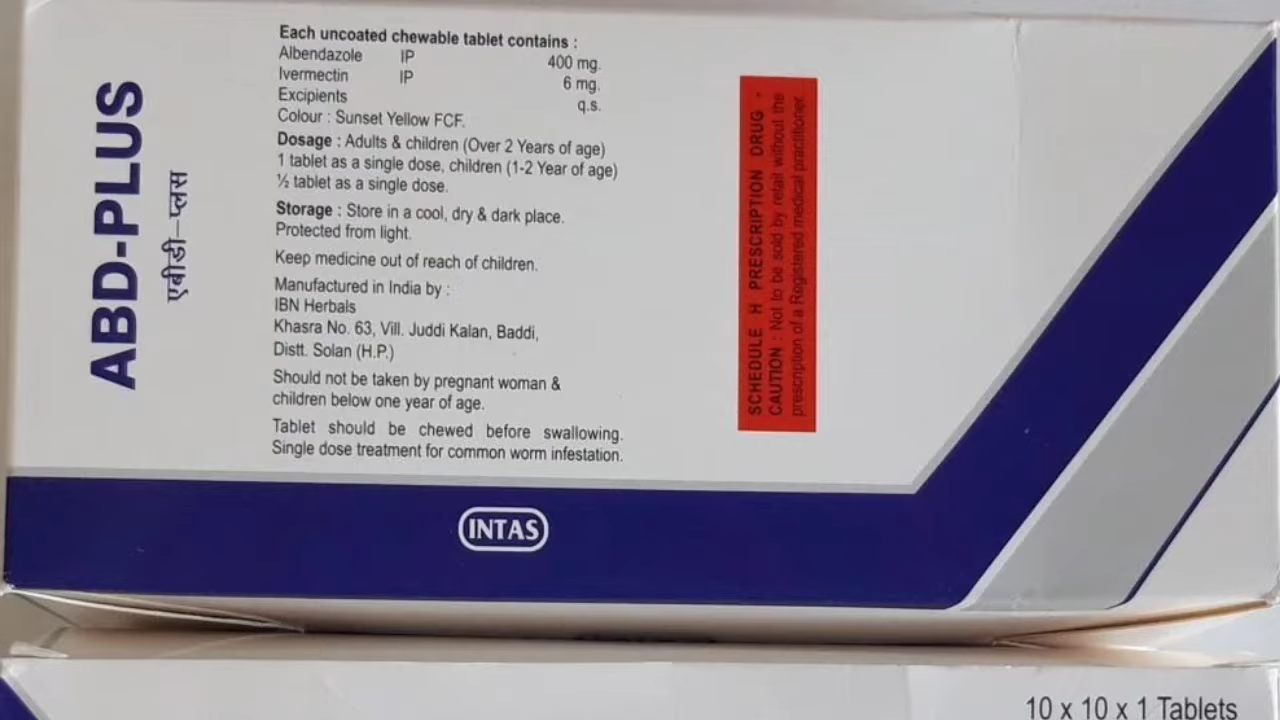 ABD-PLUS
एबीडी–प्लस
Each uncoated chewable tablet contains :
Albendazole IP 400 mg.
Ivermectin IP 6 mg.
Excipients q.s.
Colour : Sunset Yellow FCF.
Dosage : Adults & children (Over 2 Years of age)
1 tablet as a single dose, children (1-2 Year of age)
½ tablet as a single dose.
Storage : Store in a cool, dry & dark place.
Protected from light.
Keep medicine out of reach of children.
Manufactured in India by :
IBN Herbals
Khasra No. 63, Vill. Juddi Kalan, Baddi,
Distt. Solan (H.P.)
Should not be taken by pregnant woman &
children below one year of age.
Tablet should be chewed before swallowing.
Single dose treatment for common worm infestation.
SCHEDULE H PRESCRIPTION DRUG -
CAUTION : Not to be sold by retail without the
prescription of a Registered medical practitioner.
INTAS
10 x 10 x 1 Tablets